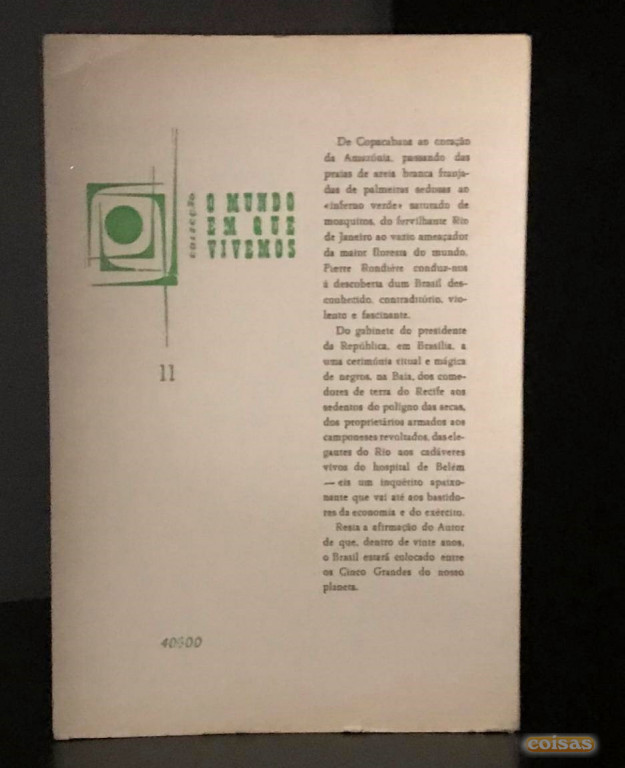 colecção
O MUNDO
EM QUE
VIVEMOS
11
De Copacabana ao coração
da Amazónia, passando das
praias de areia branca franja-
das de palmeiras sedosas ao
«inferno verde» saturado de
mosquitos, do fervilhante Rio
de Janeiro ao vazio ameaçador
da maior floresta do mundo,
Pierre Rondière conduz-nos
à descoberta dum Brasil des-
conhecido, contraditório, vio-
lento e fascinante.
Do gabinete do presidente
da República, em Brasília, a
uma cerimónia ritual e mágica
de negros, na Baía, dos come-
dores de terra do Recife aos
sedentos do polígno das secas,
dos proprietários armados aos
camponeses revoltados, das ele-
gantes do Rio aos cadáveres
vivos do hospital de Belém
— eis um inquérito apaixo-
nante que vai até aos bastido-
res da economia e do exército.
Resta a afirmação do Autor
de que, dentro de vinte anos,
o Brasil estará colocado entre
os Cinco Grandes do nosso
planeta.
40$00
coisas